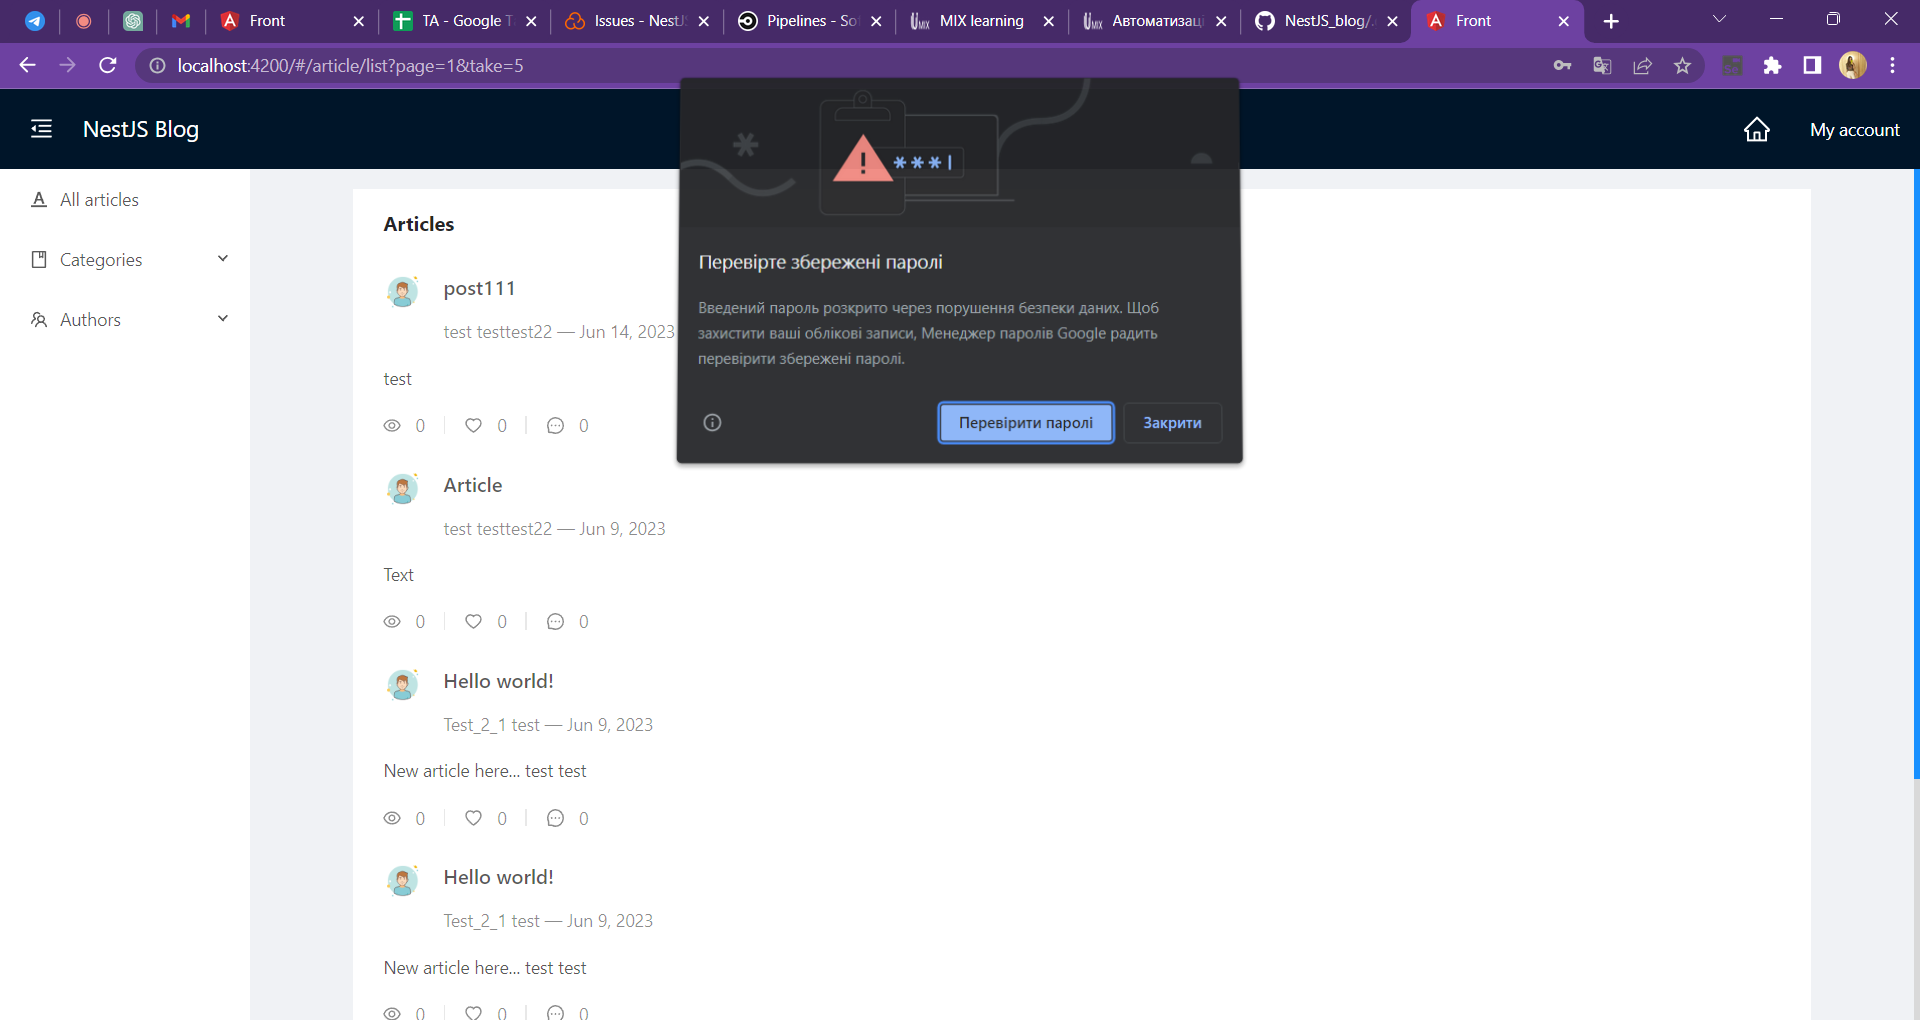 Front
TA - Google T
Issues - NestJS
Pipelines - So
MIX learning
Автоматизаці
NestJS_blog/.
Front
localhost:4200/#/article/list?page=1&take=5
NestJS Blog
My account
All articles
Categories
Authors
Articles
post111
test testtest22 — Jun 14, 2023
test
0 0 0
Article
test testtest22 — Jun 9, 2023
Text
0 0 0
Hello world!
Test_2_1 test — Jun 9, 2023
New article here... test test
0 0 0
Hello world!
Test_2_1 test — Jun 9, 2023
New article here... test test
0 0 0
***|
Перевірте збережені паролі
Введений пароль розкрито через порушення безпеки даних. Щоб
захистити ваші облікові записи, Менеджер паролів Google радить
перевірити збережені паролі.
Перевірити паролі
Закрити